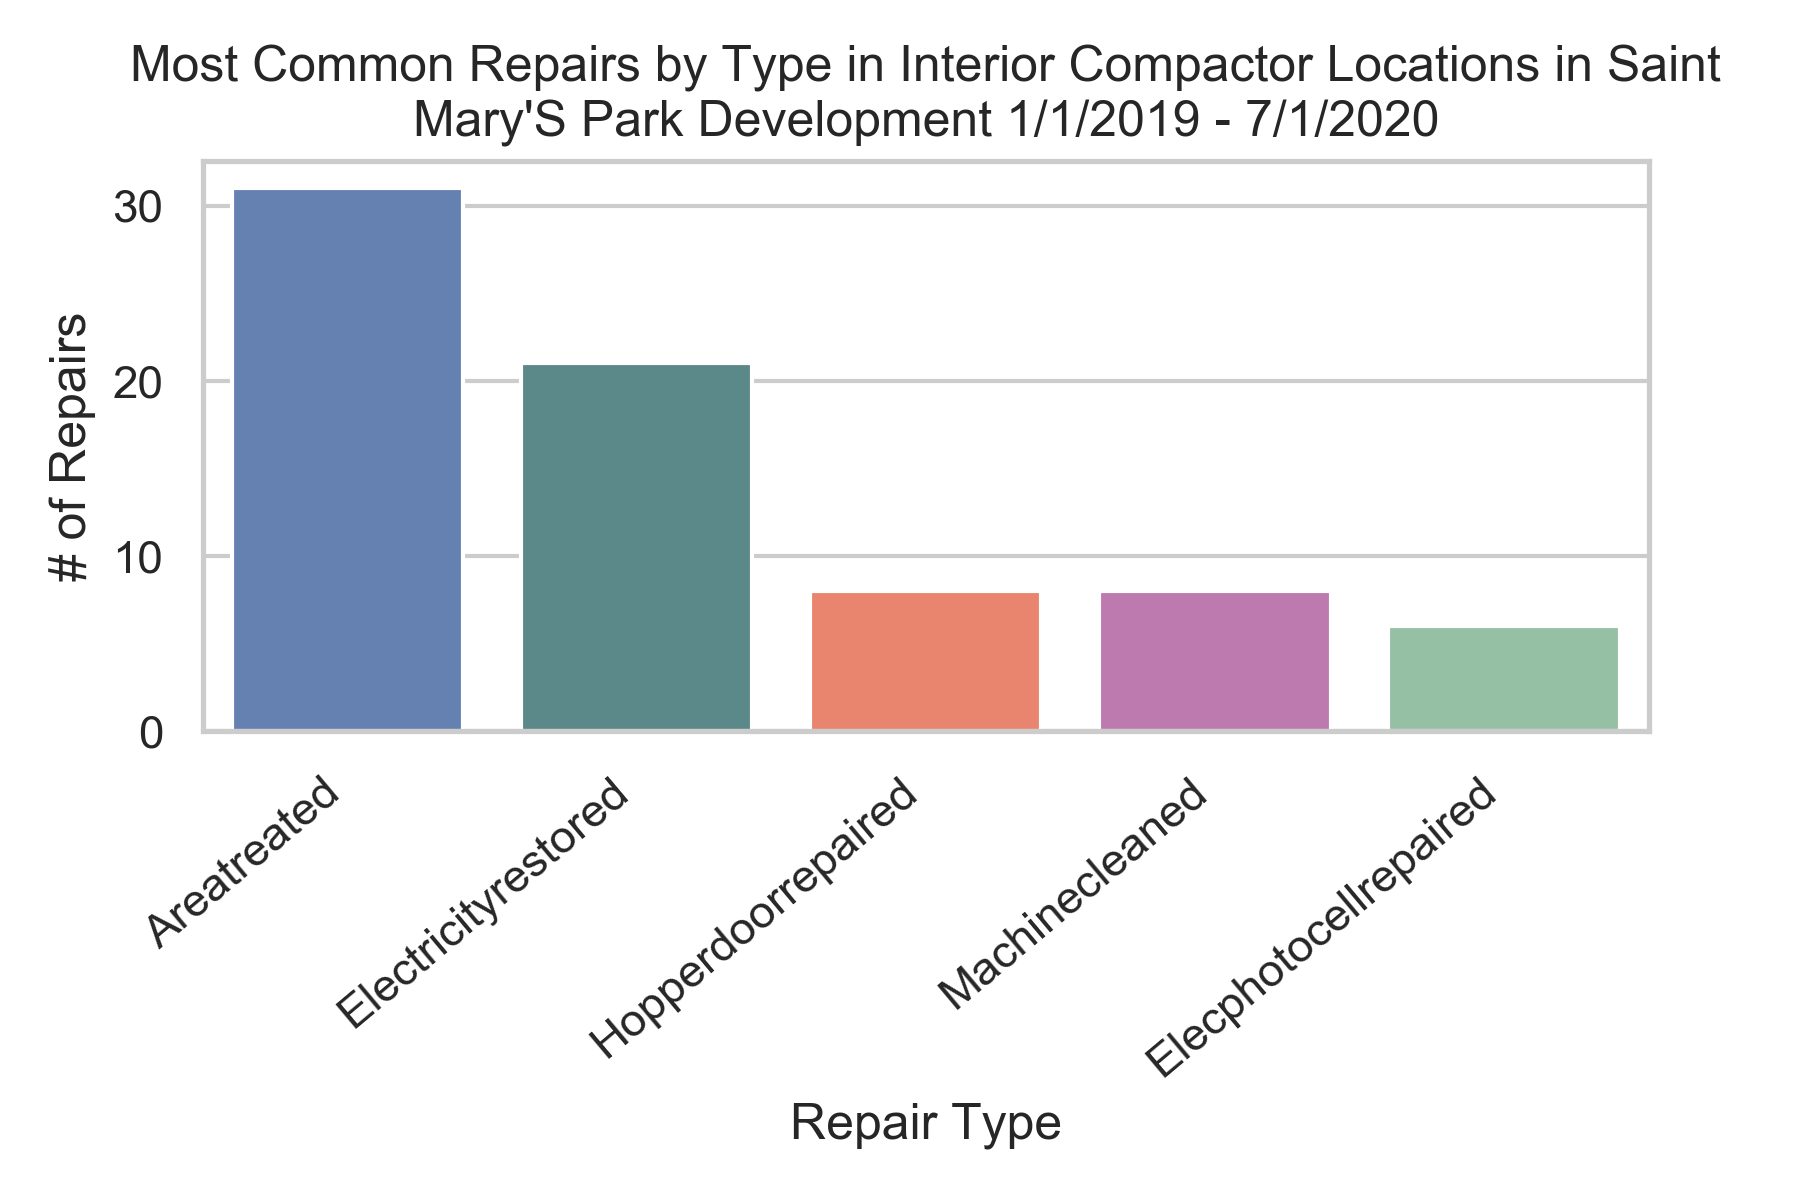 Most Common Repairs by Type in Interior Compactor Locations in Saint
Mary'S Park Development 1/1/2019 - 7/1/2020
# of Repairs
30
20
10
0
Areatreated
Electricityrestored
Hopperdoorrepaired
Machinecleaned
Elecphotocellrepaired
Repair Type